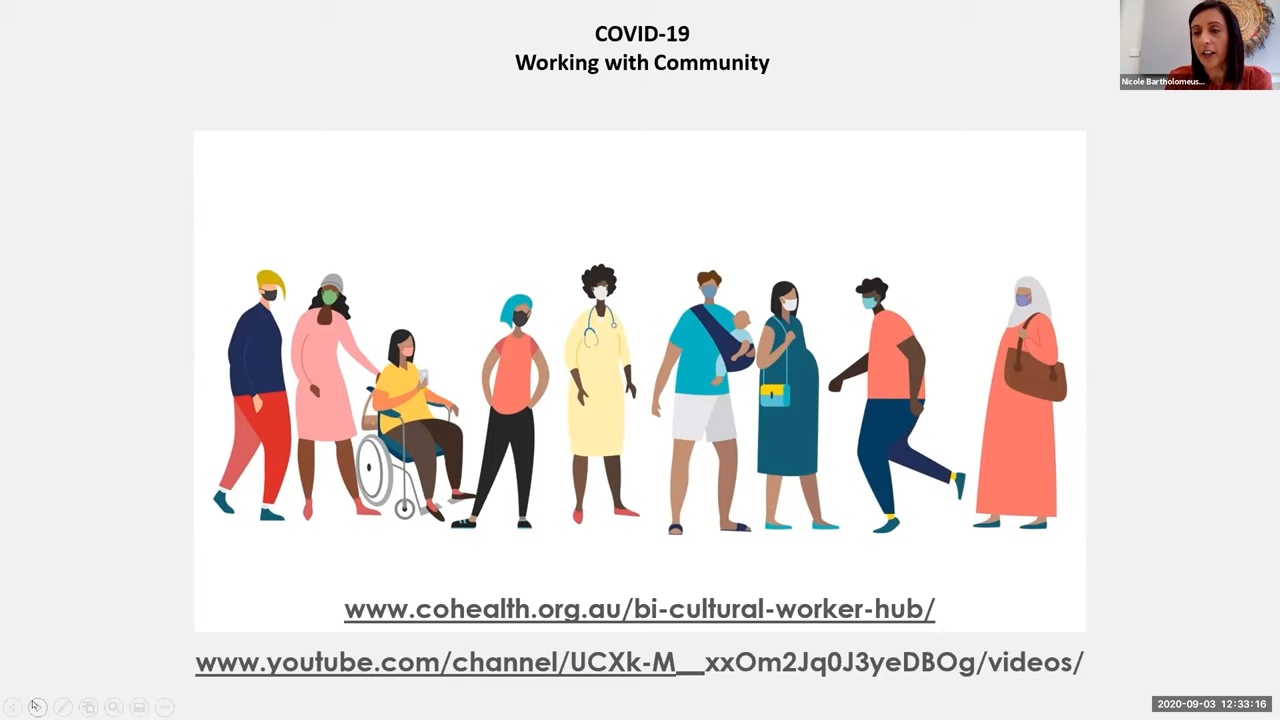 COVID-19
Working with Community
Nicole Bartholomeus...
www.cohealth.org.au/bi-cultural-worker-hub/
www.youtube.com/channel/UCXk-M__xxOm2Jq0J3yeDBOg/videos/
2020-09-03 12:33:16